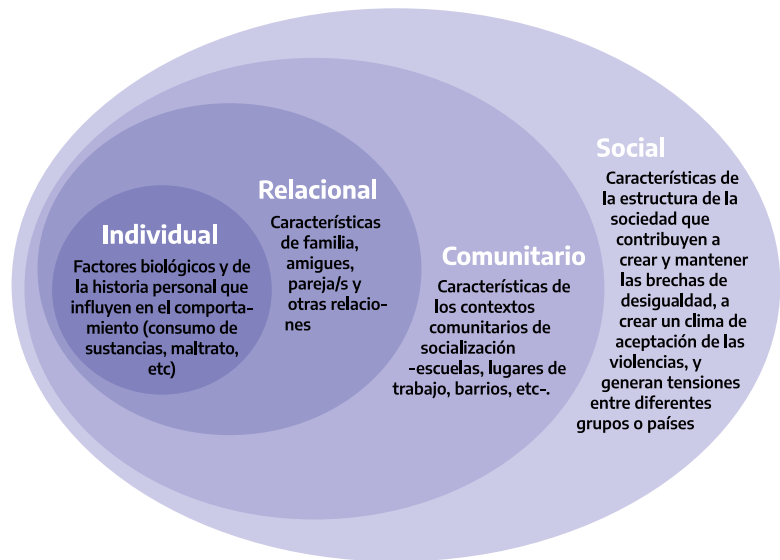 Individual
Factores biológicos y de
la historia personal que
influyen en el comporta-
miento (consumo de
sustancias, maltrato,
etc)
Relacional
Características
de familia,
amigues,
pareja/s y
otras relacio-
nes
Comunitario
Características de
los contextos
comunitarios de
socialización
-escuelas, lugares de
trabajo, barrios, etc-.
Social
Características de
la estructura de la
sociedad que
contribuyen a
crear y mantener
las brechas de
desigualdad, a
crear un clima de
aceptación de las
violencias, y
generan tensiones
entre diferentes
grupos o países